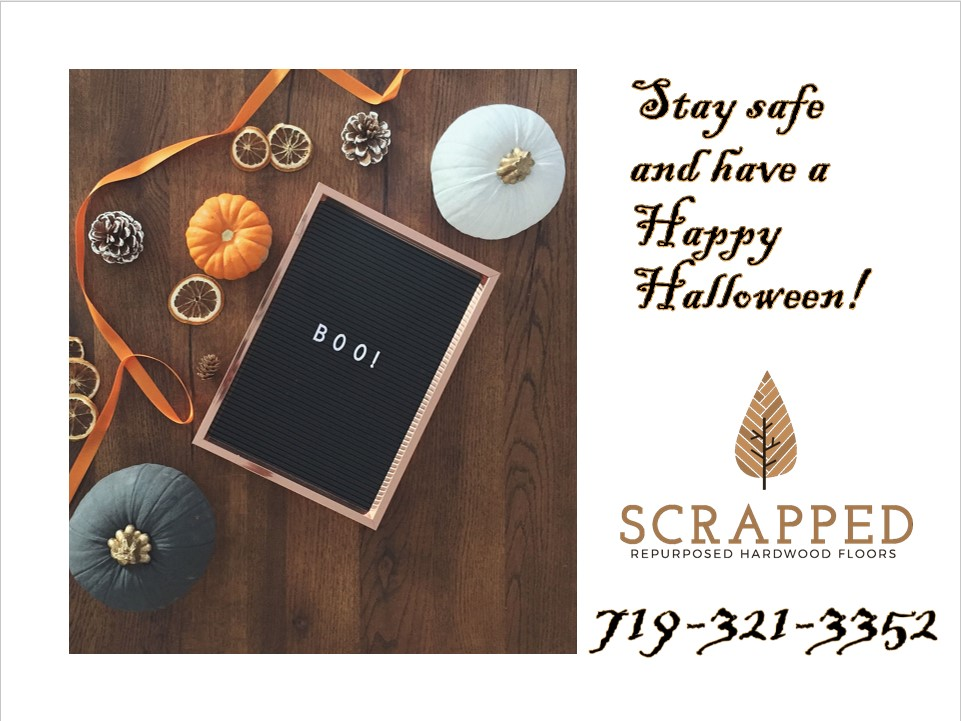 BOO!
Stay safe
and have a
Happy
Halloween!
SCRAPPED
REPURPOSED HARDWOOD FLOORS
719-321-3352